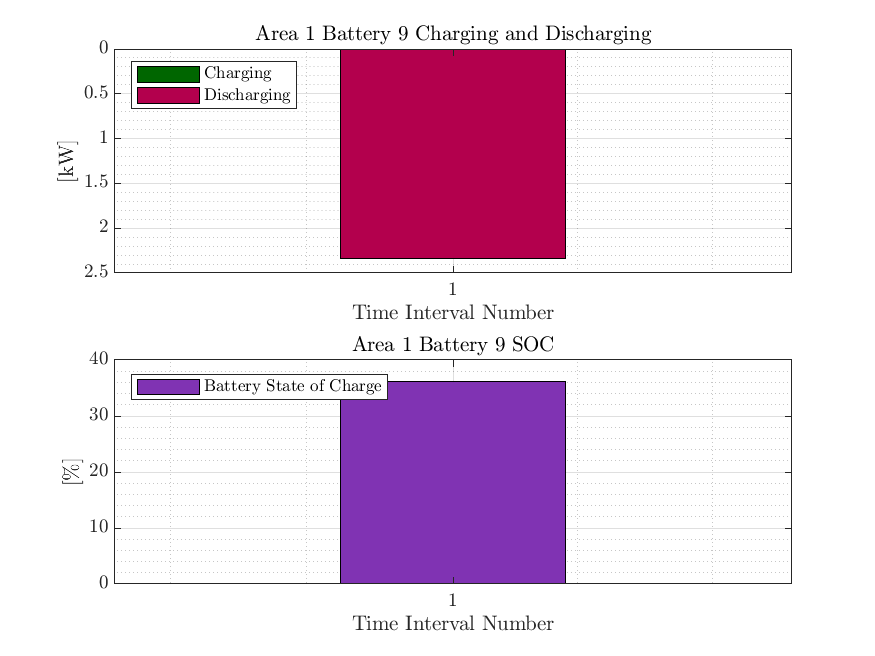 Area 1 Battery 9 Charging and Discharging
0
0.5
1
1.5
2
2.5
[kW]
Charging
Discharging
1
Time Interval Number
Area 1 Battery 9 SOC
40
30
20
10
0
[%]
Battery State of Charge
1
Time Interval Number